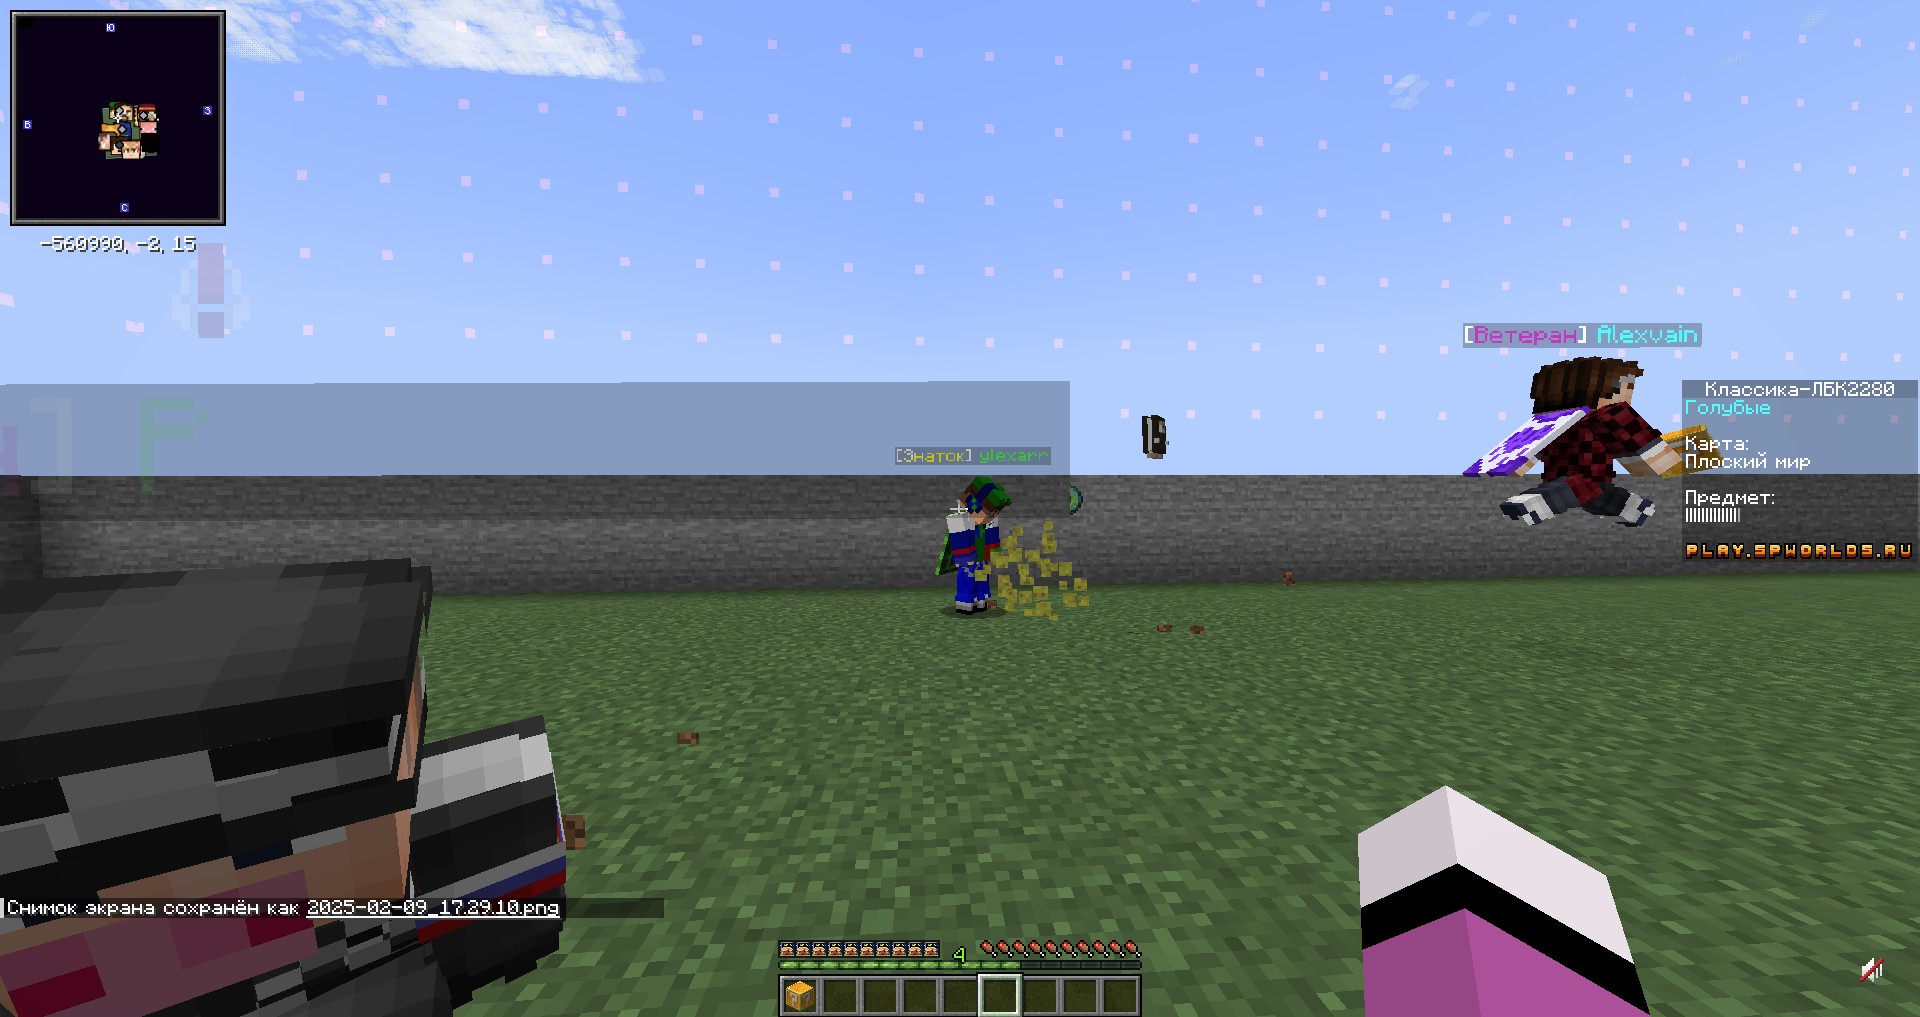 Ю
З
В
С
-560990, -2, 15
[Ветеран] Alexvain
Классика-ЛБК2280
Голубые
Карта:
Плоский мир
[Знаток] ylexarr
Предмет:
PLAY.SPWORLDS.RU
Снимок экрана сохранён как 2025-02-09_17.29.10.png
4